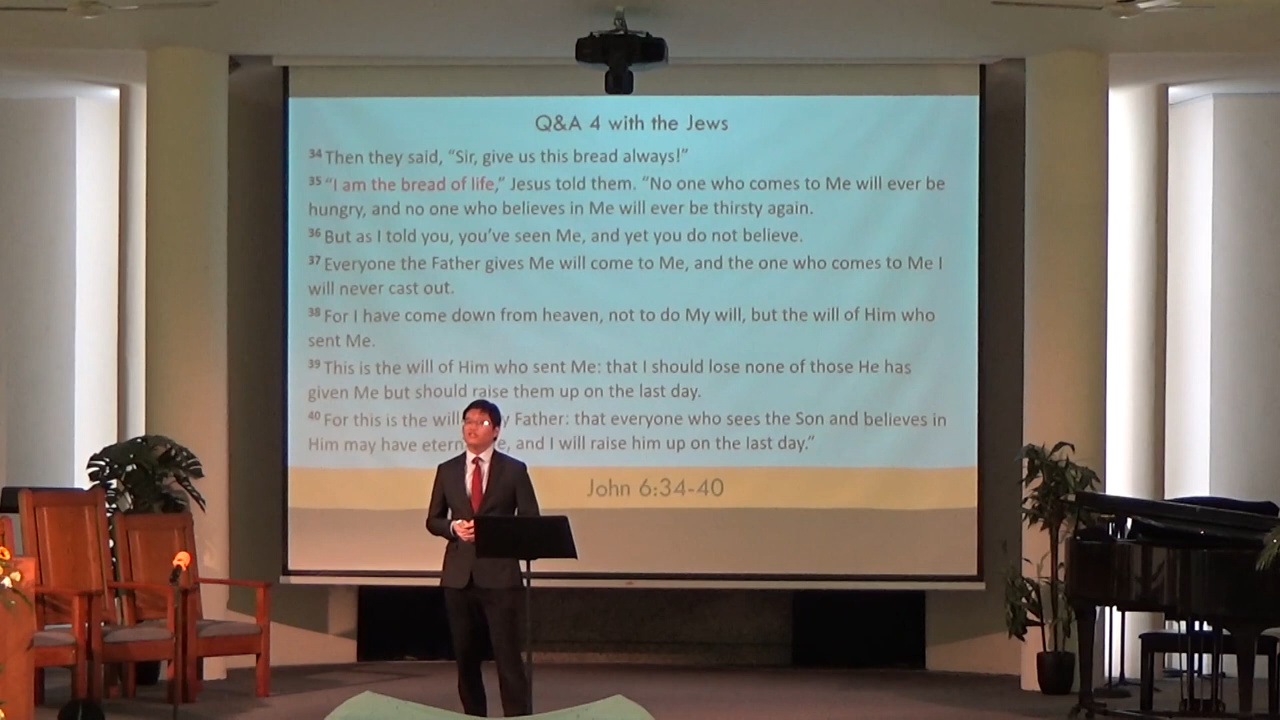 Q&A 4 with the Jews
34 Then they said, “Sir, give us this bread always!”
35 “I am the bread of life,” Jesus told them. “No one who comes to Me will ever be
hungry, and no one who believes in Me will ever be thirsty again.
36 But as I told you, you’ve seen Me, and yet you do not believe.
37 Everyone the Father gives Me will come to Me, and the one who comes to Me I
will never cast out.
38 For I have come down from heaven, not to do My will, but the will of Him who
sent Me.
39 This is the will of Him who sent Me: that I should lose none of those He has
given Me but should raise them up on the last day.
40 For this is the will Father: that everyone who sees the Son and believes in
Him may have and I will raise him up on the last day.”
John 6:34-40